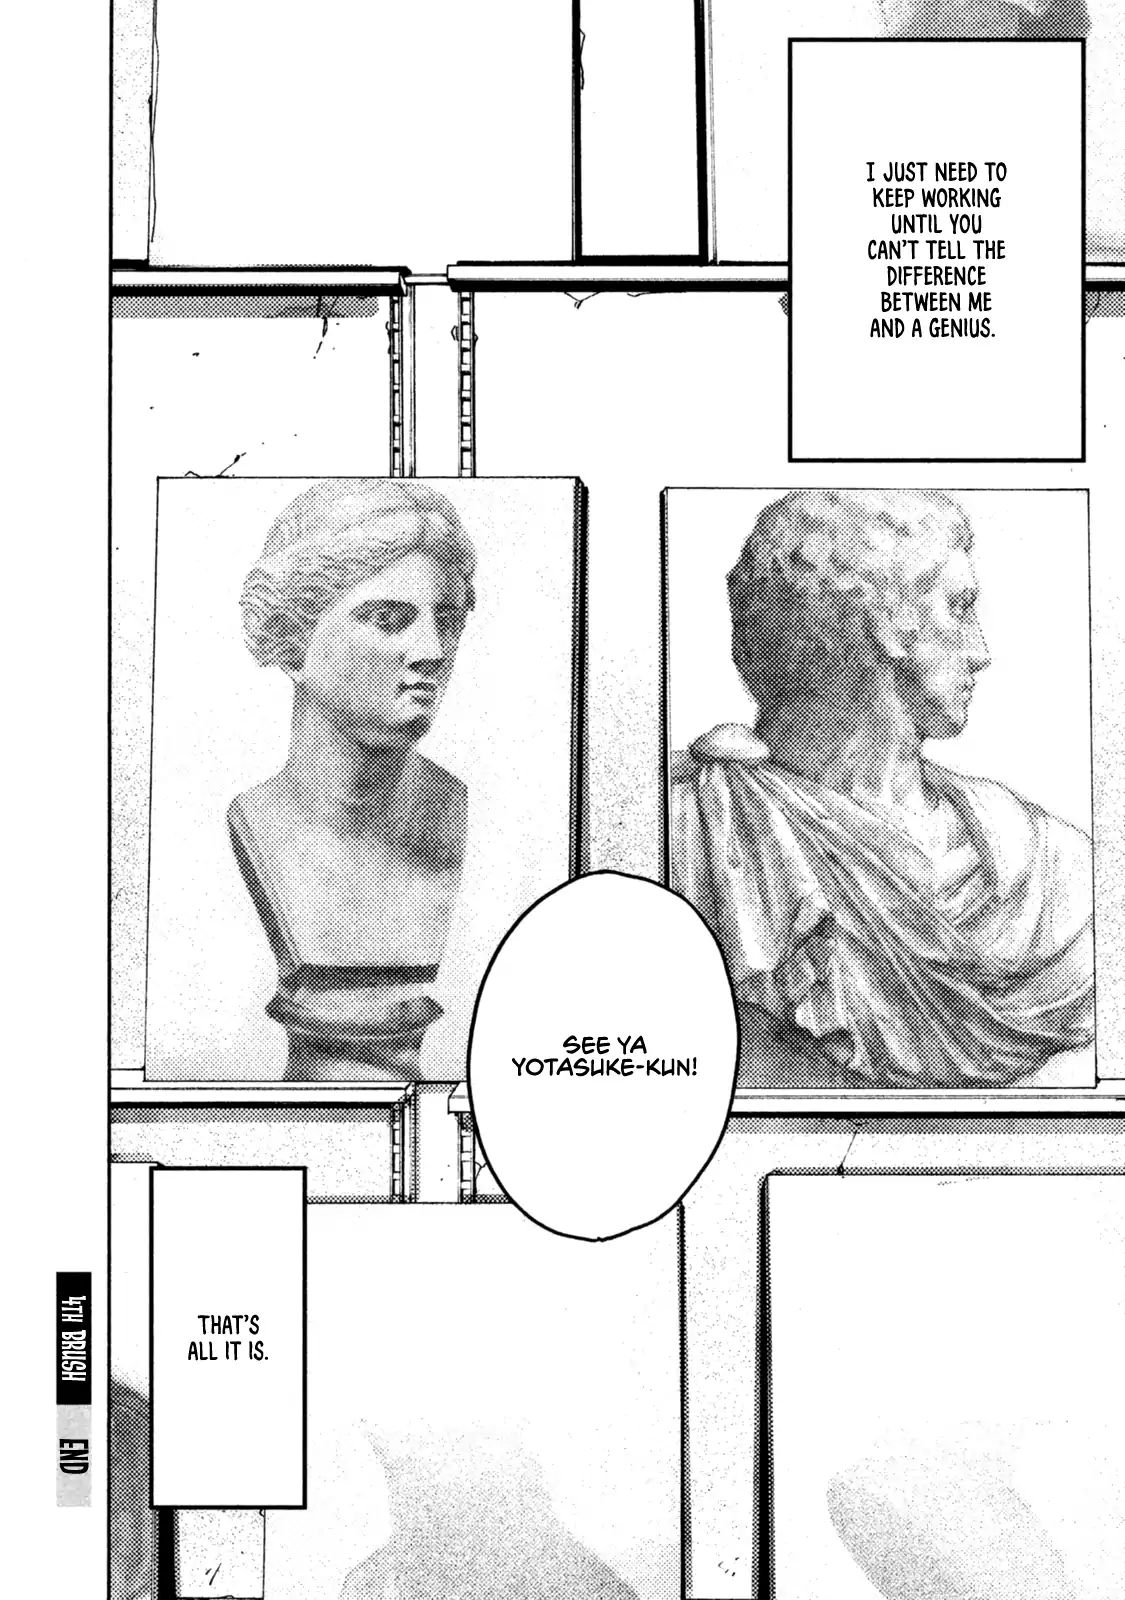 I JUST NEED TO
KEEP WORKING
UNTIL YOU
CAN'T TELL THE
DIFFERENCE
BETWEEN ME
AND A GENIUS.
SEE YA
YOTASUKE-KUN!
THAT'S
ALL IT IS.
4TH BRUSH
END